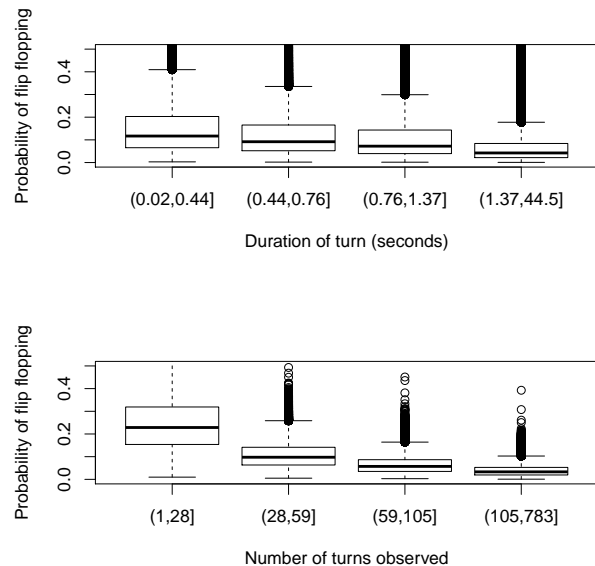 Probability of flip flopping
0.4
0.2
0.0
(0.02,0.44] (0.44,0.76] (0.76,1.37] (1.37,44.5]
Duration of turn (seconds)
Probability of flip flopping
0.4
0.2
0.0
(1,28] (28,59] (59,105] (105,783]
Number of turns observed